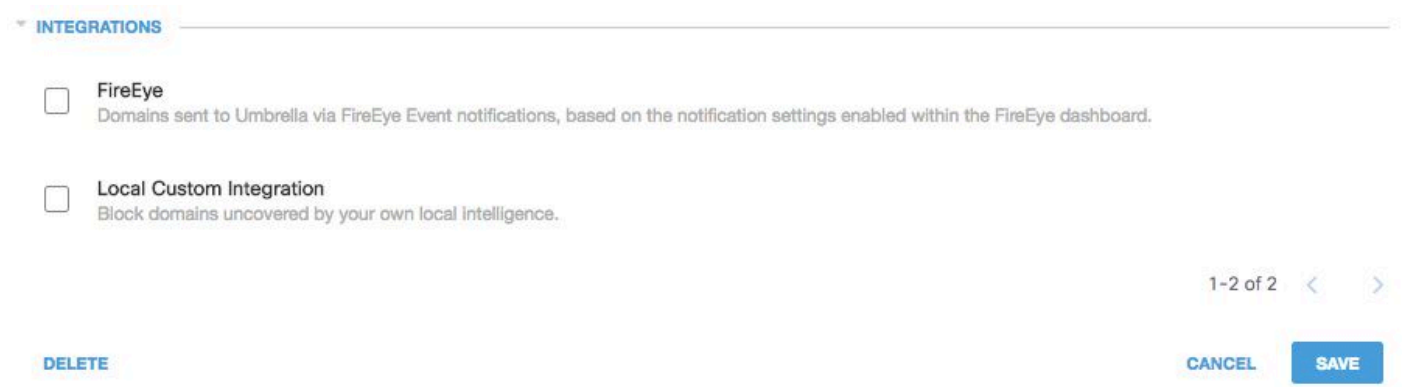 INTEGRATIONS
FireEye
Domains sent to Umbrella via FireEye Event notifications, based on the notification settings enabled within the FireEye dashboard.
Local Custom Integration
Block domains uncovered by your own local intelligence.
1-2 of 2
DELETE CANCEL SAVE